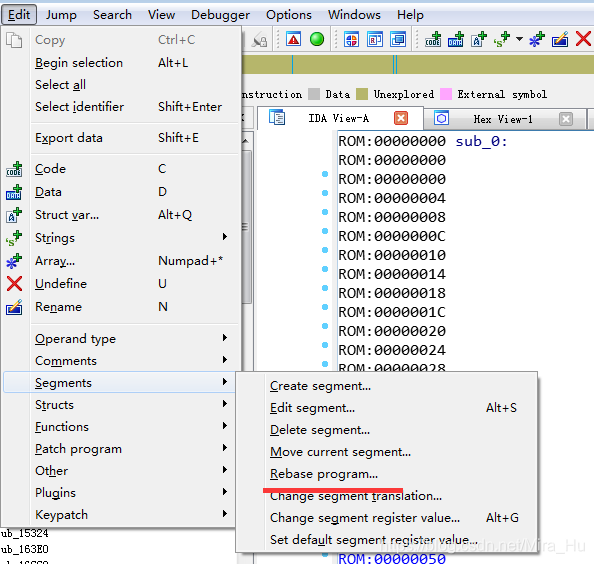 Edit Jump Search View Debugger Options Windows Help
Copy Ctrl+C
Begin selection Alt+L
Select all
Select identifier Shift+Enter
Export data Shift+E
Code C
Data D
Struct var... Alt+Q
Strings
Array... Numpad+*
Undefine U
Rename N
Operand type
Comments
Segments
Structs
Functions
Patch program
Other
Plugins
Keypatch
ub_15324
ub_163E0
nstruction Data Unexplored External symbol
IDA View-A Hex View-1
ROM:00000000 sub_0:
ROM:00000000
ROM:00000000
ROM:00000004
ROM:00000008
ROM:0000000C
ROM:00000010
ROM:00000014
ROM:00000018
ROM:0000001C
ROM:00000020
ROM:00000024
ROM:00000028
Create segment...
Edit segment... Alt+S
Delete segment...
Move current segment...
Rebase program...
Change segment translation...
Change segment register value... Alt+G
Set default segment register value...
https://blog.csdn.net/Mira_Hu
ROM:00000050